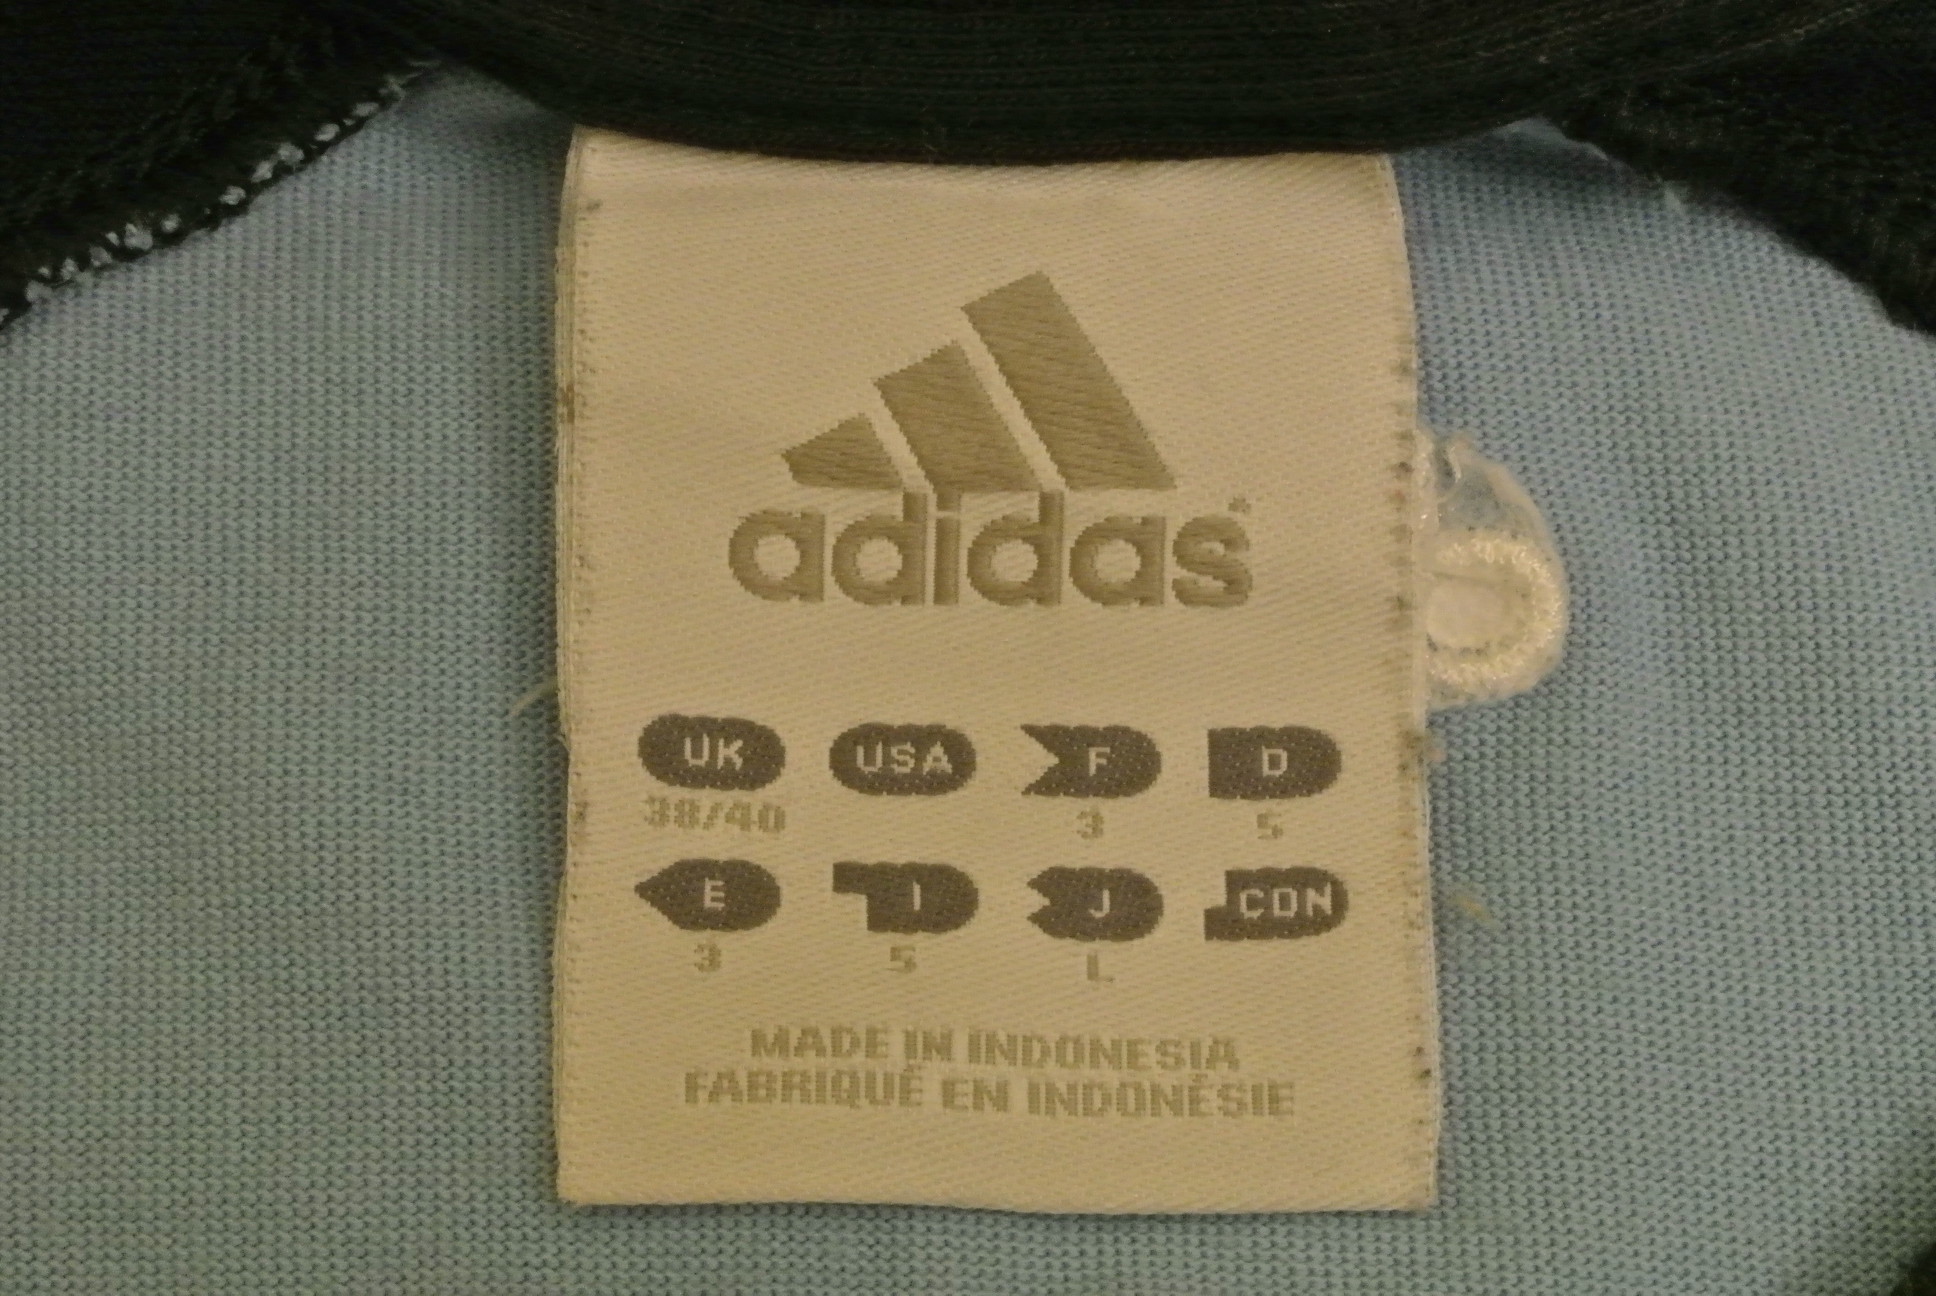 adidas
UK USA F D
38/40 3 5
E I J CDN
3 5 L
MADE IN INDONESIA
FABRIQUÉ EN INDONÉSIE